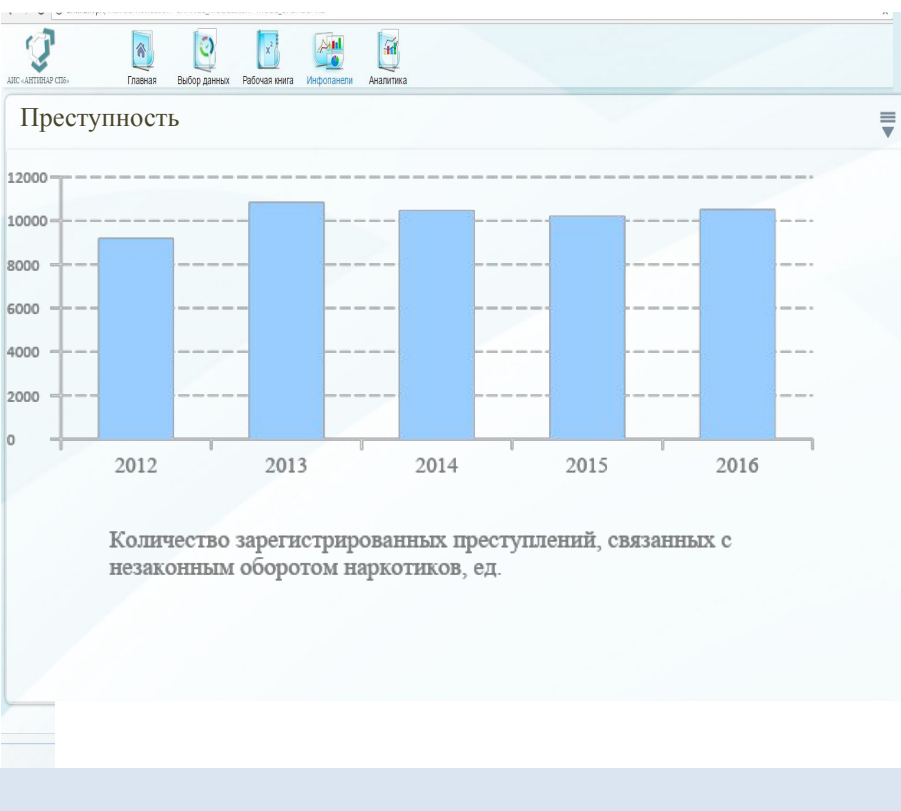 АИС «АНТИНАР СПб»
Главная
Выбор данных
Рабочая книга
Инфопанели
Аналитика
Преступность
12000
10000
8000
6000
4000
2000
0
2012
2013
2014
2015
2016
Количество зарегистрированных преступлений, связанных с
незаконным оборотом наркотиков, ед.